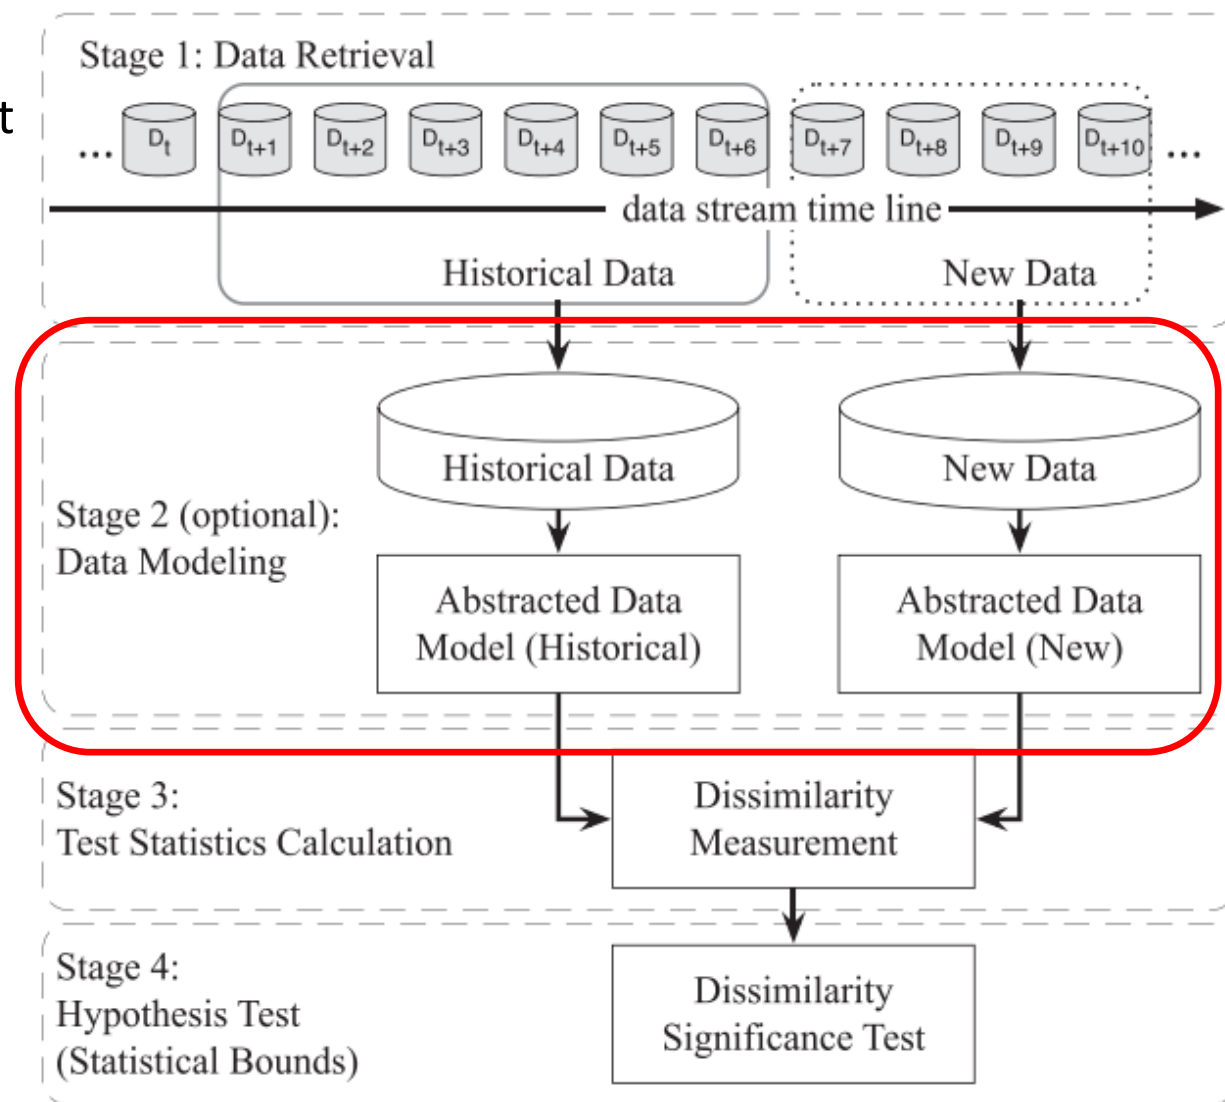 Stage 1: Data Retrieval
t
... Dt Dt+1 Dt+2 Dt+3 Dt+4 Dt+5 Dt+6 Dt+7 Dt+8 Dt+9 Dt+10 ...
data stream time line
Historical Data
New Data
Historical Data
New Data
Stage 2 (optional):
Data Modeling
Abstracted Data
Model (Historical)
Abstracted Data
Model (New)
Stage 3:
Test Statistics Calculation
Dissimilarity
Measurement
Stage 4:
Hypothesis Test
(Statistical Bounds)
Dissimilarity
Significance Test